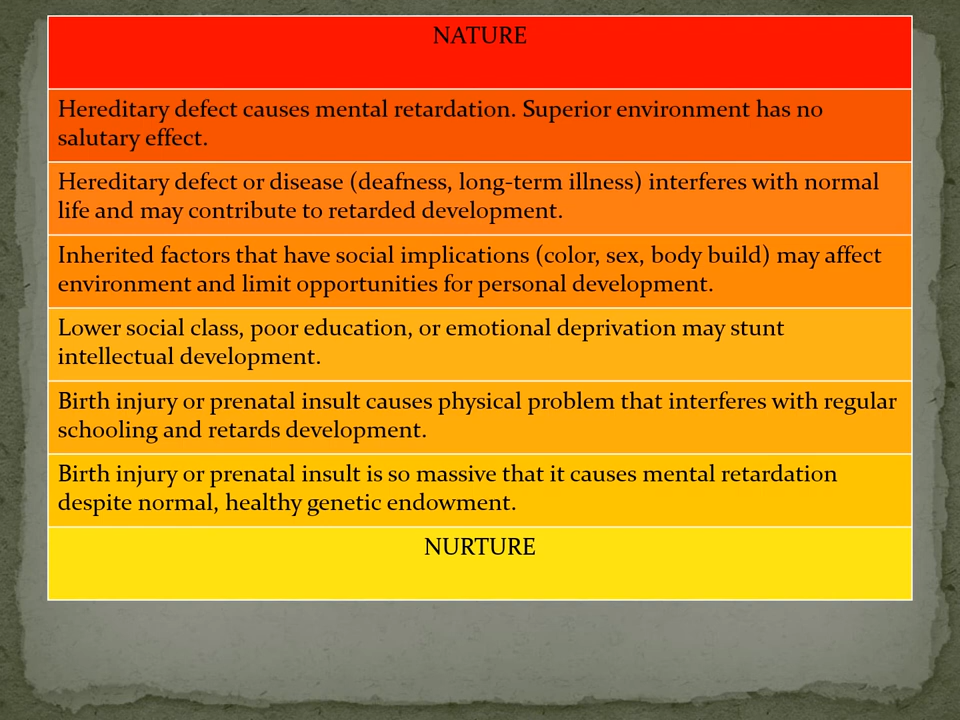 NATURE
Hereditary defect causes mental retardation. Superior environment has no
salutary effect.
Hereditary defect or disease (deafness, long-term illness) interferes with normal
life and may contribute to retarded development.
Inherited factors that have social implications (color, sex, body build) may affect
environment and limit opportunities for personal development.
Lower social class, poor education, or emotional deprivation may stunt
intellectual development.
Birth injury or prenatal insult causes physical problem that interferes with regular
schooling and retards development.
Birth injury or prenatal insult is so massive that it causes mental retardation
despite normal, healthy genetic endowment.
NURTURE